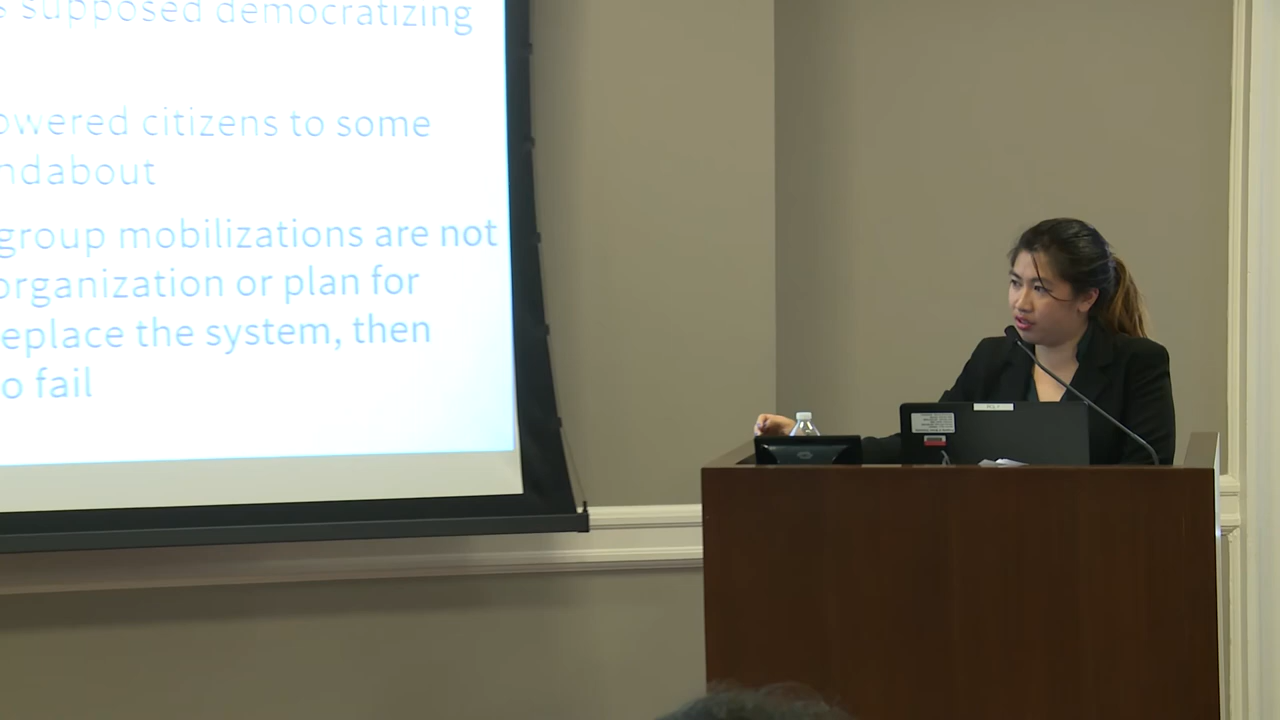 supposed democratizing
owered citizens to some
ndabout
group mobilizations are not
organization or plan for
eplace the system, then
o fail